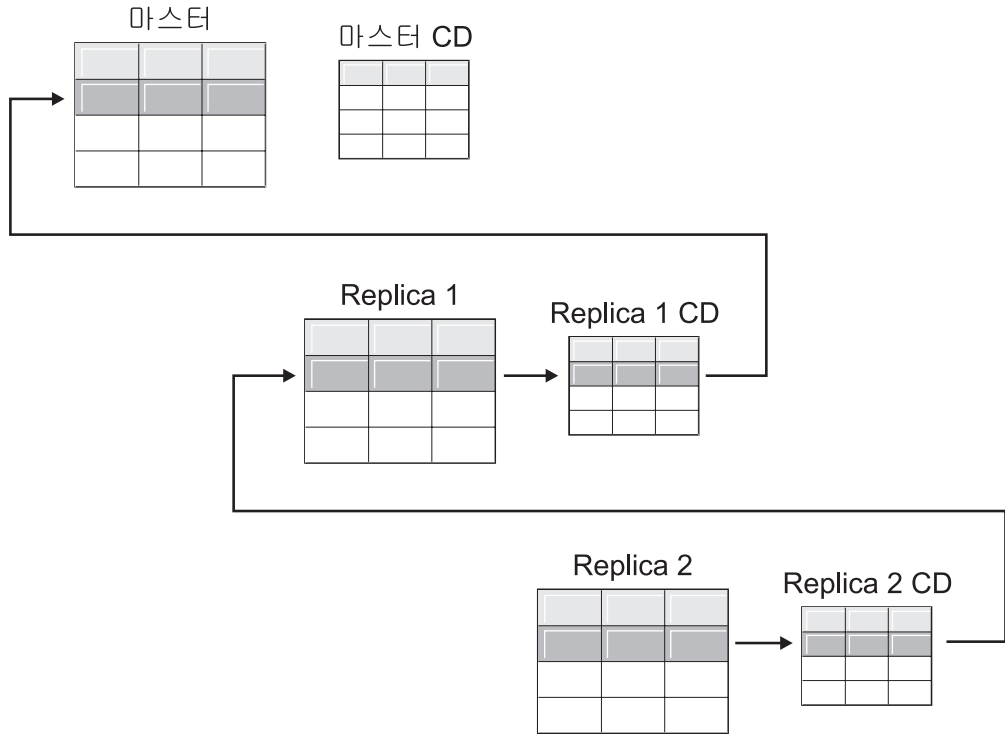 마스터
마스터 CD
Replica 1
Replica 1 CD
Replica 2
Replica 2 CD